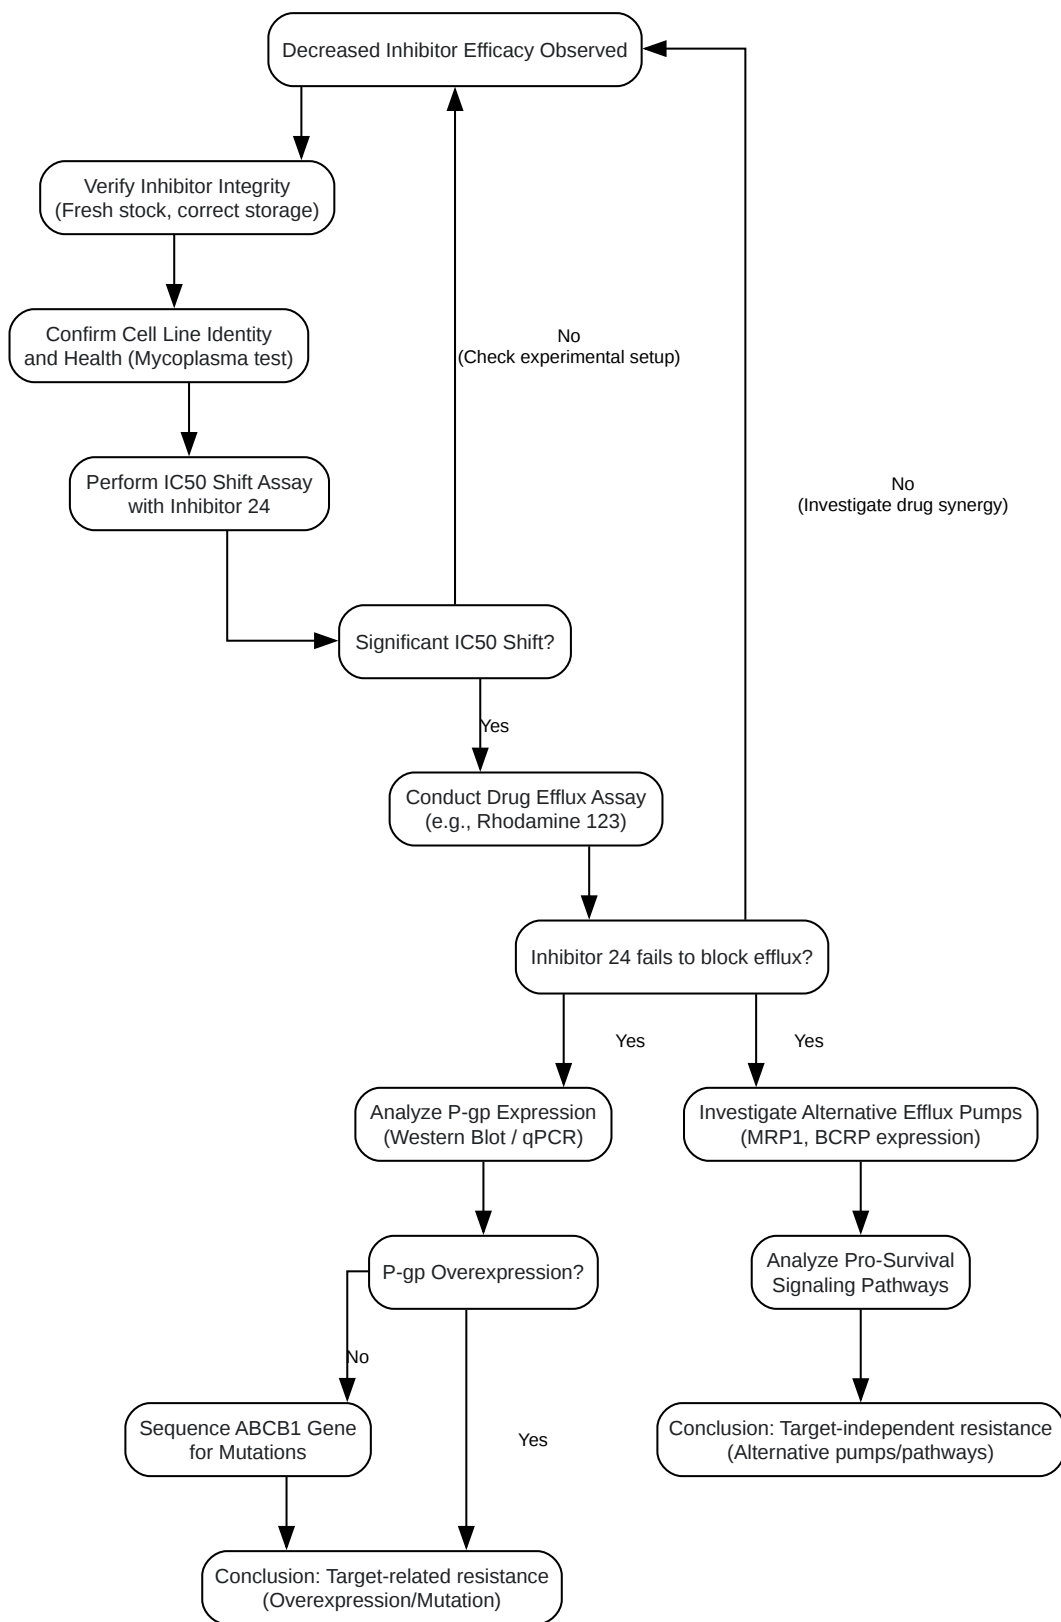 Decreased Inhibitor Efficacy Observed
Verify Inhibitor Integrity
(Fresh stock, correct storage)
Confirm Cell Line Identity
and Health (Mycoplasma test)
No
(Check experimental setup)
Perform IC50 Shift Assay
with Inhibitor 24
No
(Investigate drug synergy)
Significant IC50 Shift?
Yes
Conduct Drug Efflux Assay
(e.g., Rhodamine 123)
Inhibitor 24 fails to block efflux?
Yes
Yes
Analyze P-gp Expression
(Western Blot / qPCR)
Investigate Alternative Efflux Pumps
(MRP1, BCRP expression)
P-gp Overexpression?
Analyze Pro-Survival
Signaling Pathways
No
Yes
Sequence ABCB1 Gene
for Mutations
Conclusion: Target-independent resistance
(Alternative pumps/pathways)
Conclusion: Target-related resistance
(Overexpression/Mutation)